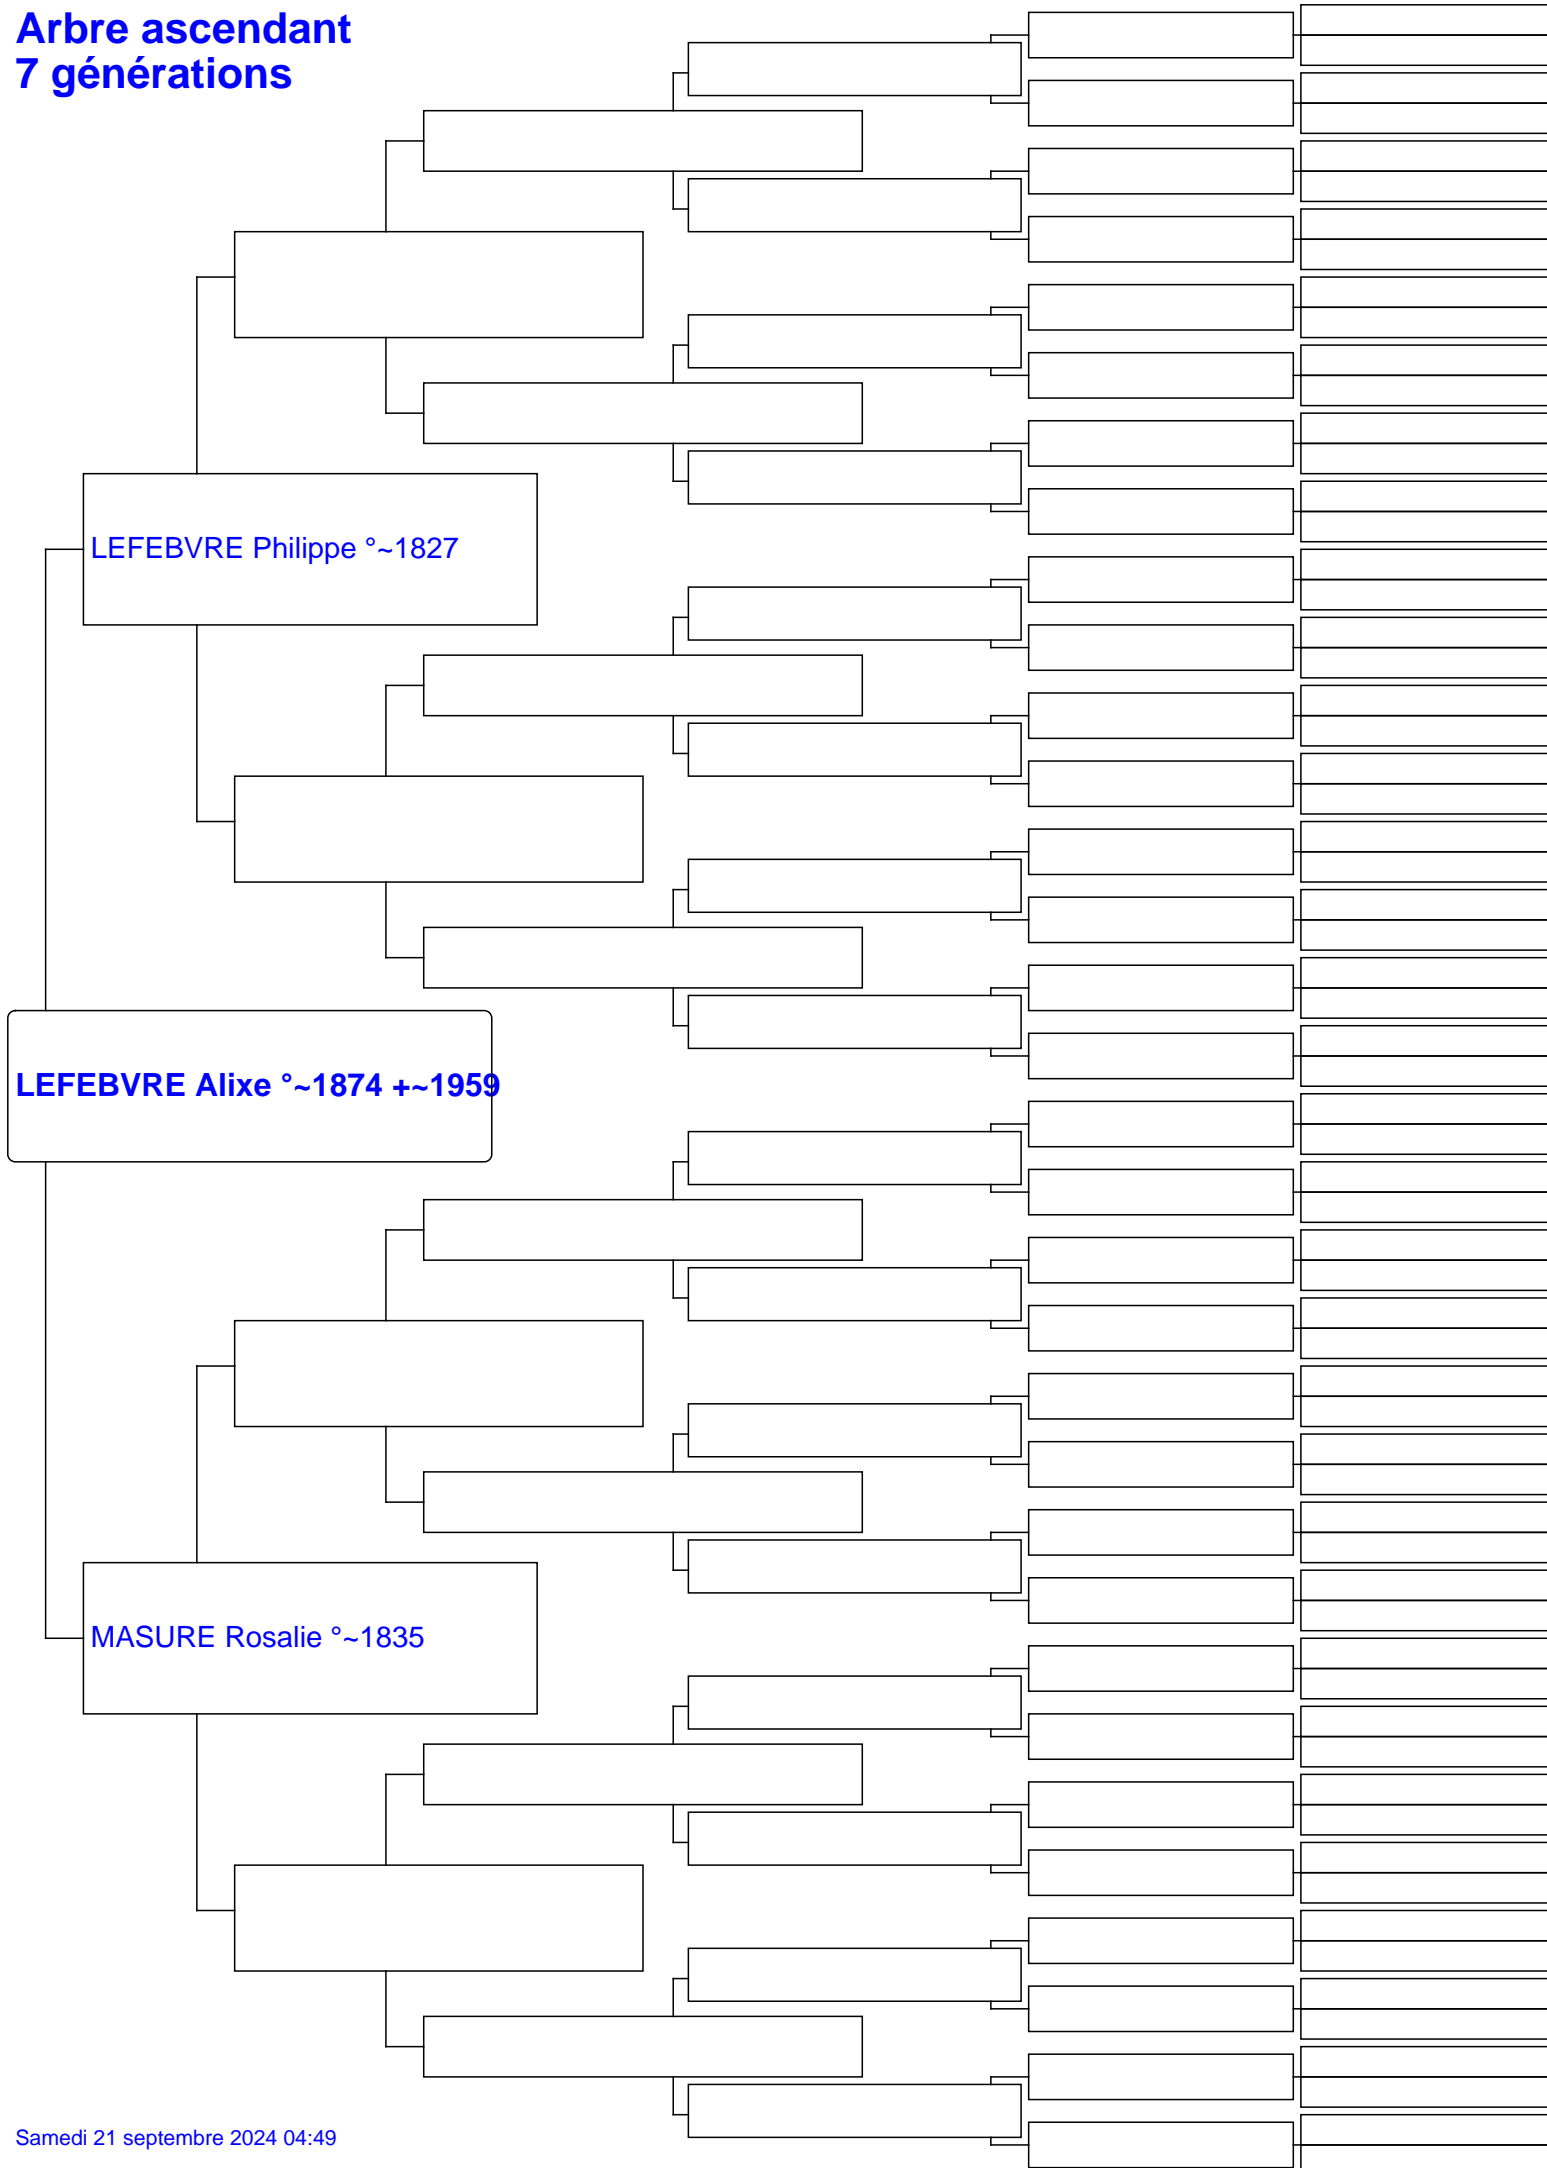 Arbre ascendant
7 générations
LEFEBVRE Philippe °~1827
LEFEBVRE Alixe °~1874 +~1959
MASURE Rosalie °~1835
Samedi 21 septembre 2024 04:49